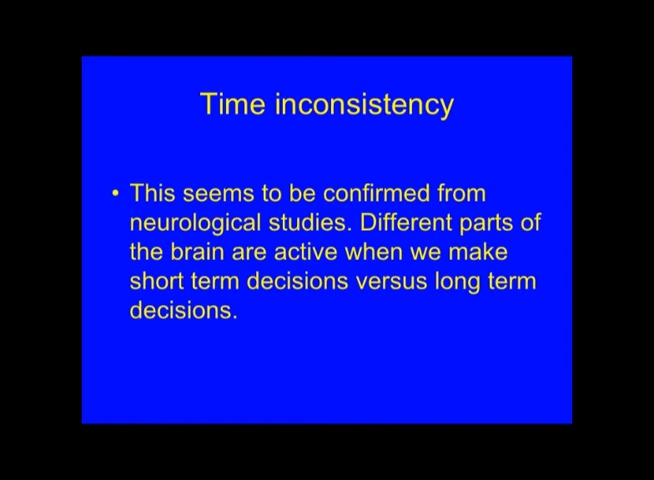 Time inconsistency
• This seems to be confirmed from
neurological studies. Different parts of
the brain are active when we make
short term decisions versus long term
decisions.